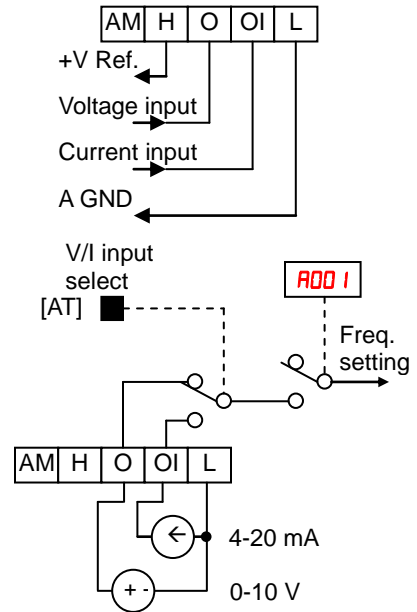 AM H O OI L
+V Ref.
Voltage input
Current input
A GND
V/I input
select
[AT]
A001
Freq.
setting
AM H O OI L
4-20 mA
+ -
0-10 V